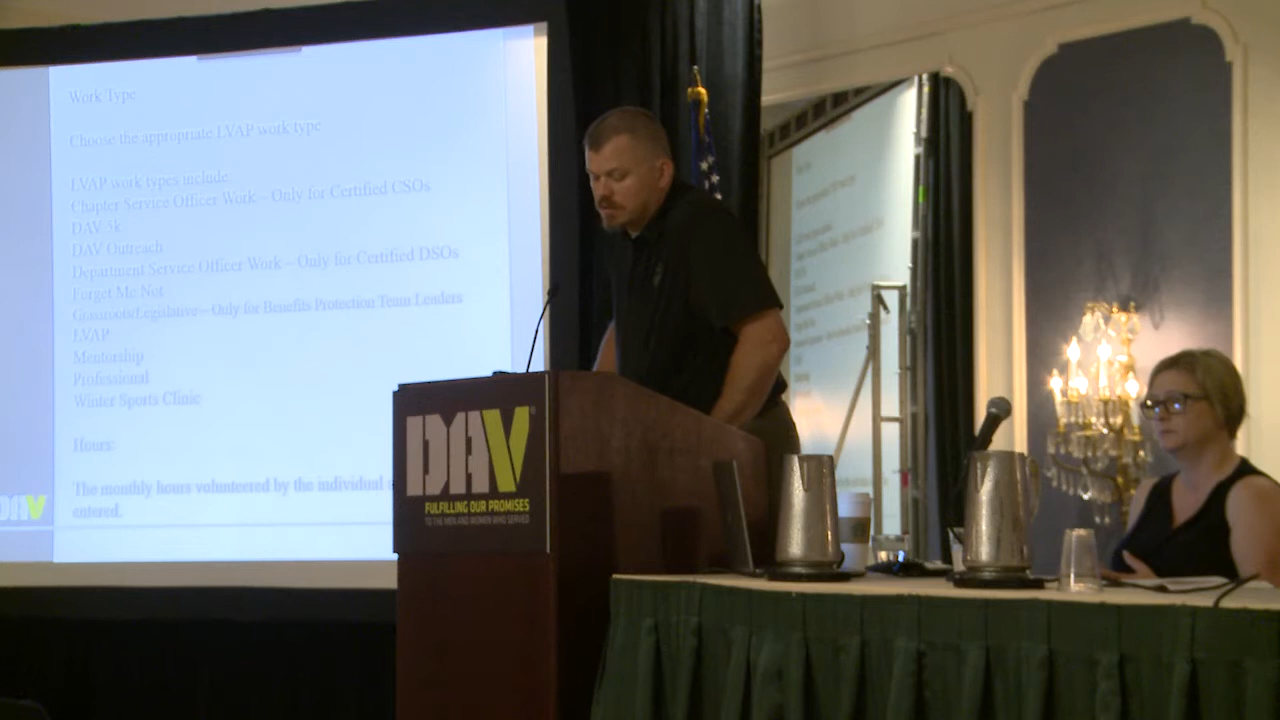 Work Type
Choose the appropriate LVAP work type
LVAP work types include:
Chapter Service Officer Work – Only for Certified CSOs
DAV 5k
DAV Outreach
Department Service Officer Work – Only for Certified DSOs
Forget Me Not
Grassroots/Legislative – Only for Benefits Protection Team Leaders
LVAP
Mentorship
Professional
Winter Sports Clinic
Hours:
The monthly hours volunteered by the individual
entered.
DAV
DAV
FULFILLING OUR PROMISES
TO THE MEN AND WOMEN WHO SERVED